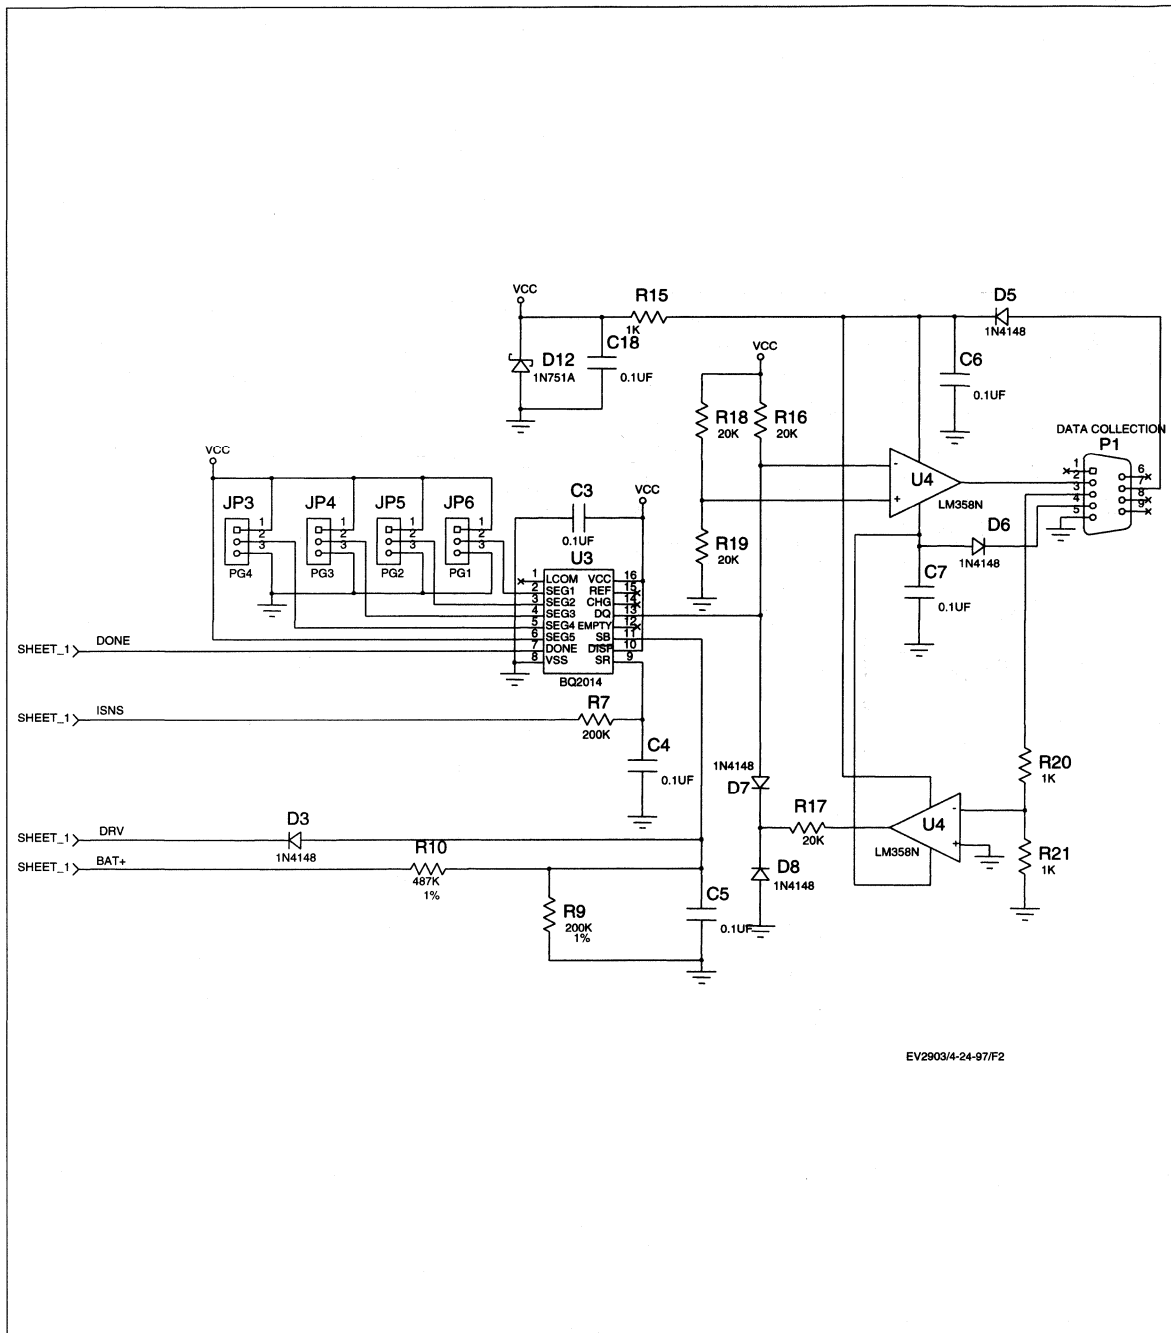 VCC
R15
1K
C18
0.1UF
D12
1N751A
D5
1N4148
C6
0.1UF
VCC
R18
20K
R16
20K
DATA COLLECTION
P1
1
2
3
4
5
6
7
8
9
-
+
U4
LM358N
R19
20K
D6
1N4148
C7
0.1UF
VCC
JP3
1
2
3
PG4
JP4
1
2
3
PG3
JP5
1
2
3
PG2
JP6
1
2
3
PG1
C3
0.1UF
VCC
U3
1 LCOM VCC 16
2 SEG1 REF 15
3 SEG2 CHG 14
4 SEG3 DQ 13
5 SEG4 EMPTY 12
6 SEG5 SB 11
7 DONE DISP 10
8 VSS SR 9
BQ2014
SHEET_1 DONE
SHEET_1 ISNS
R7
200K
C4
0.1UF
1N4148
D7
R17
20K
U4
LM358N
-
+
R20
1K
R21
1K
SHEET_1 DRV
D3
1N4148
SHEET_1 BAT+
R10
487K
1%
D8
1N4148
R9
200K
1%
C5
0.1UF
EV2903/4-24-97/F2